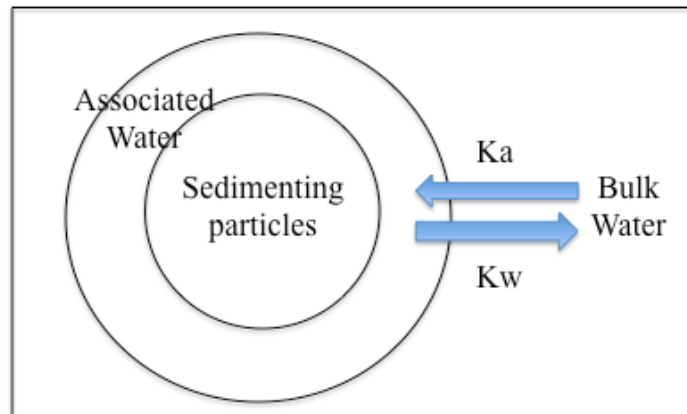 Associated
Water
Sedimenting
particles
Ka
Bulk
Water
Kw